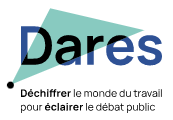 Dares
Déchiffrer le monde du travail
pour éclairer le débat public